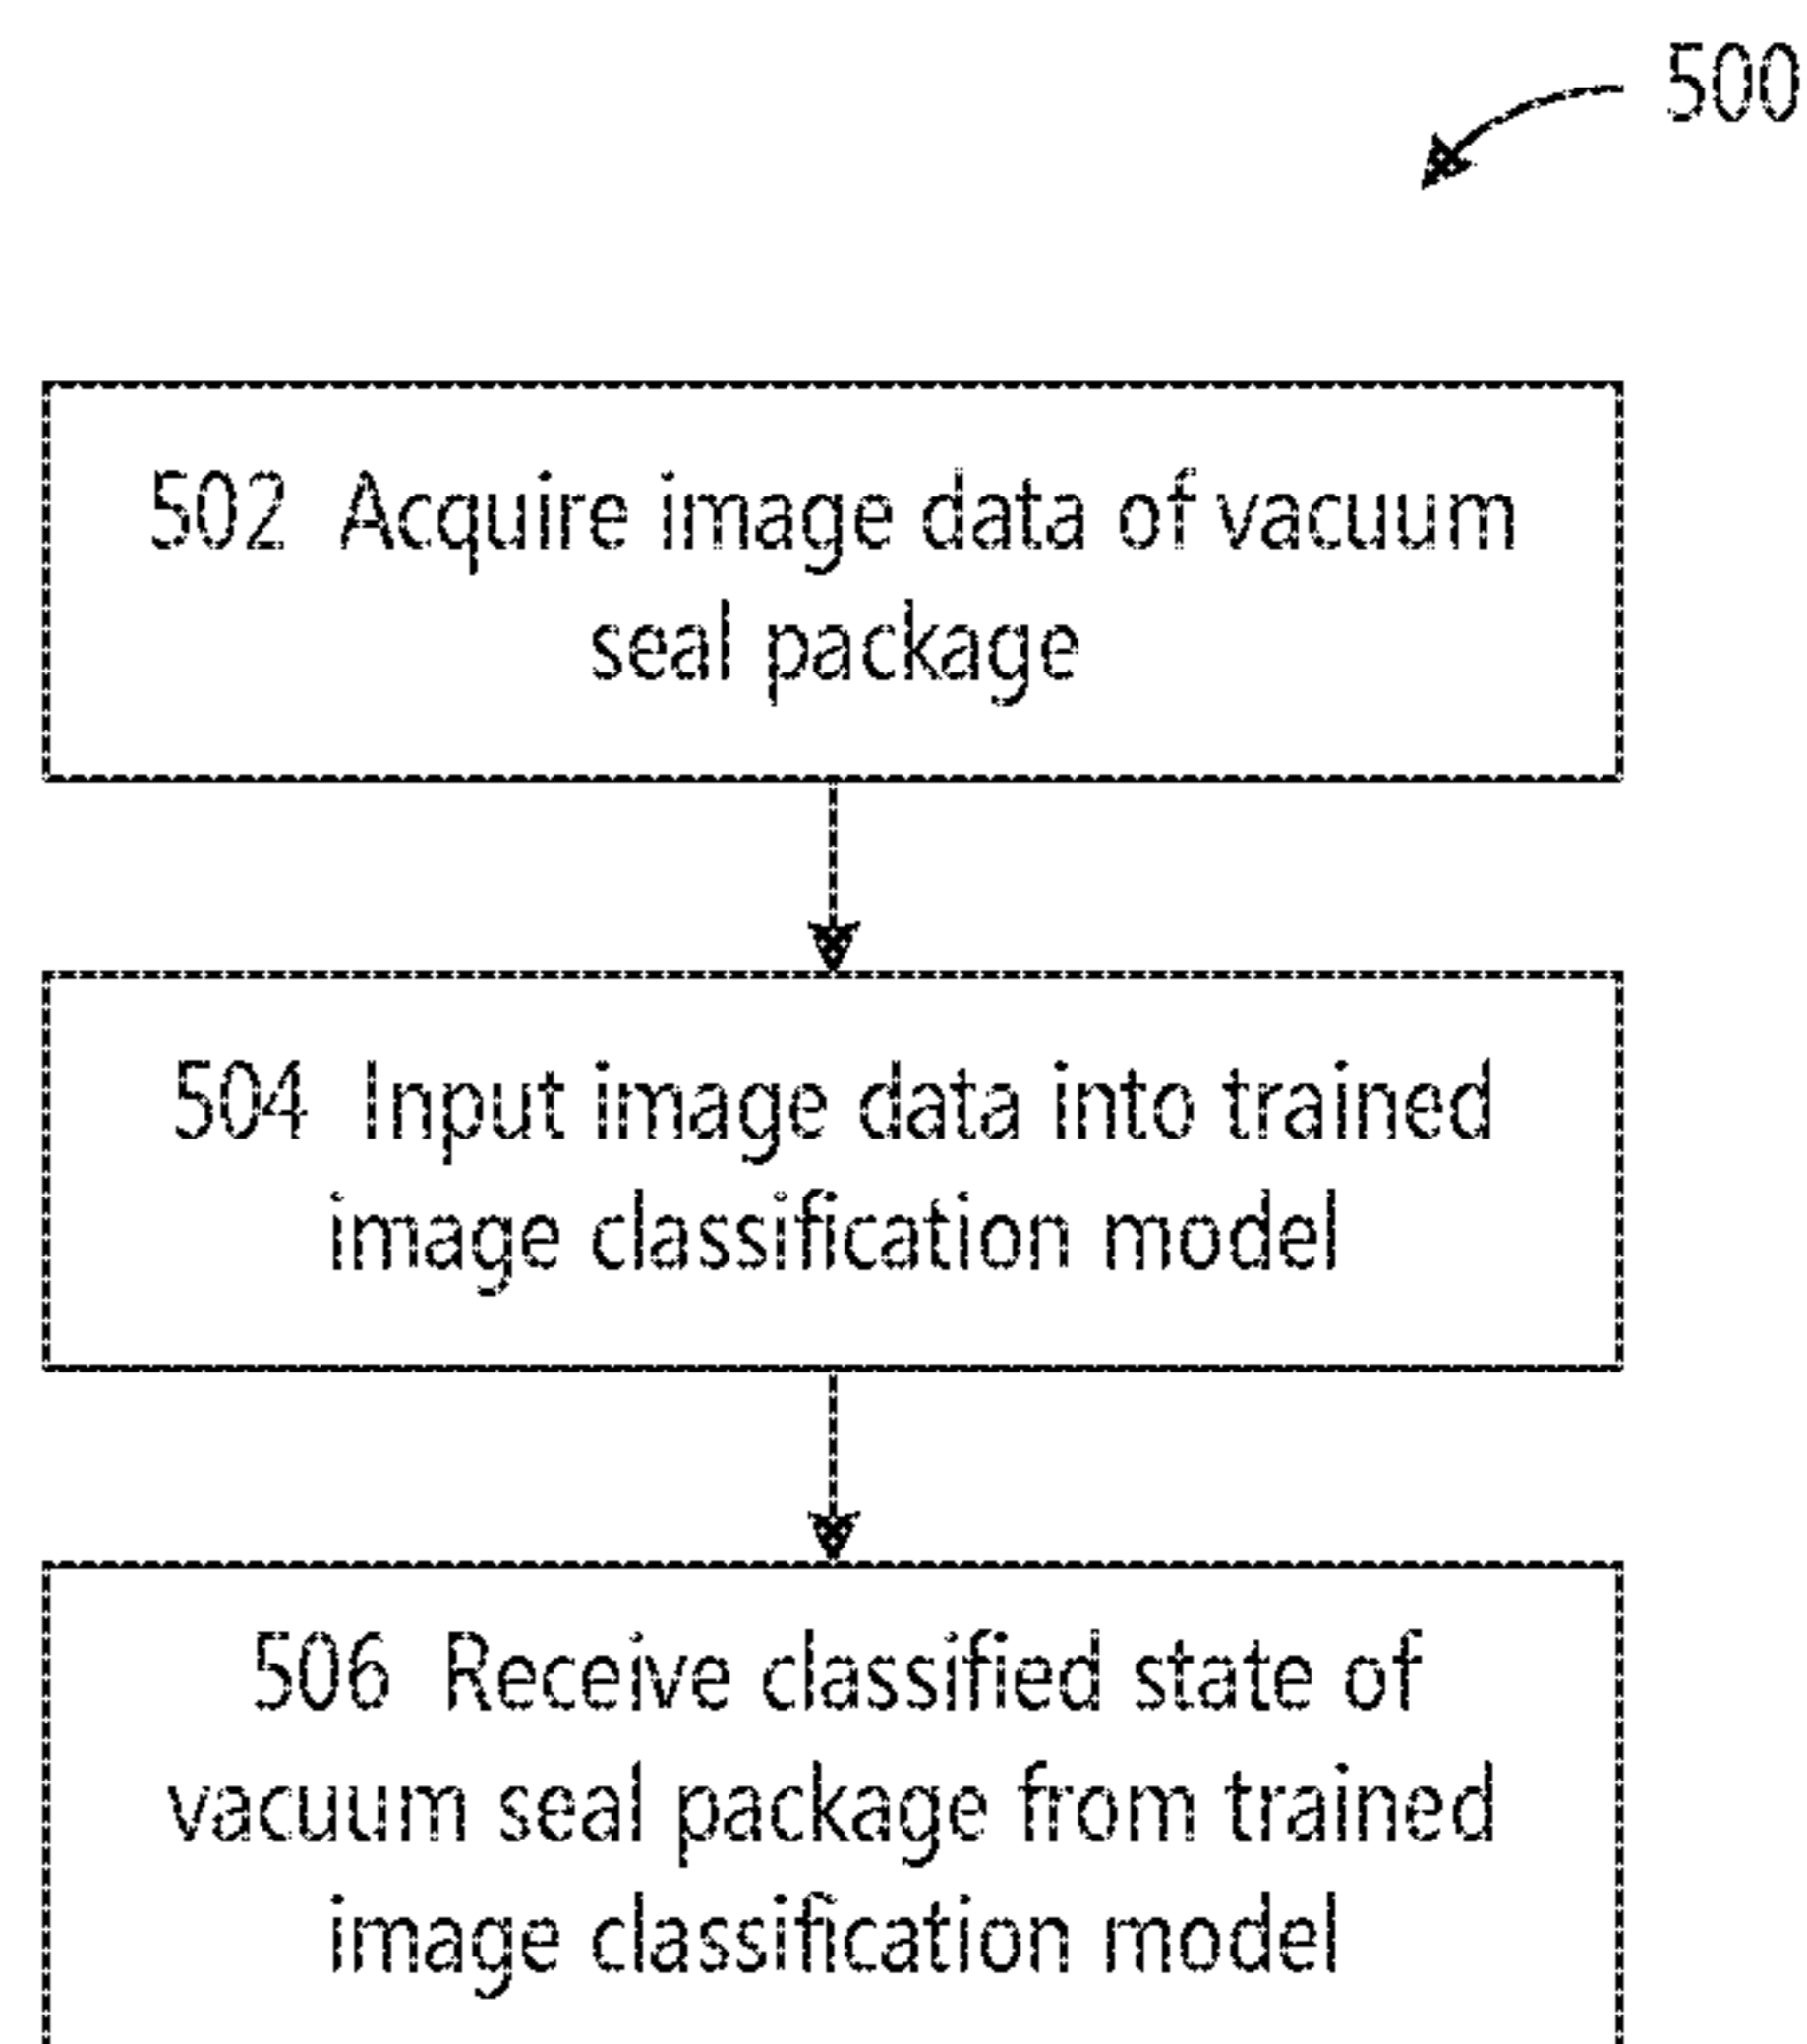 500
502 Acquire image data of vacuum
seal package
504 Input image data into trained
image classification model
506 Receive classified state of
vacuum seal package from trained
image classification model